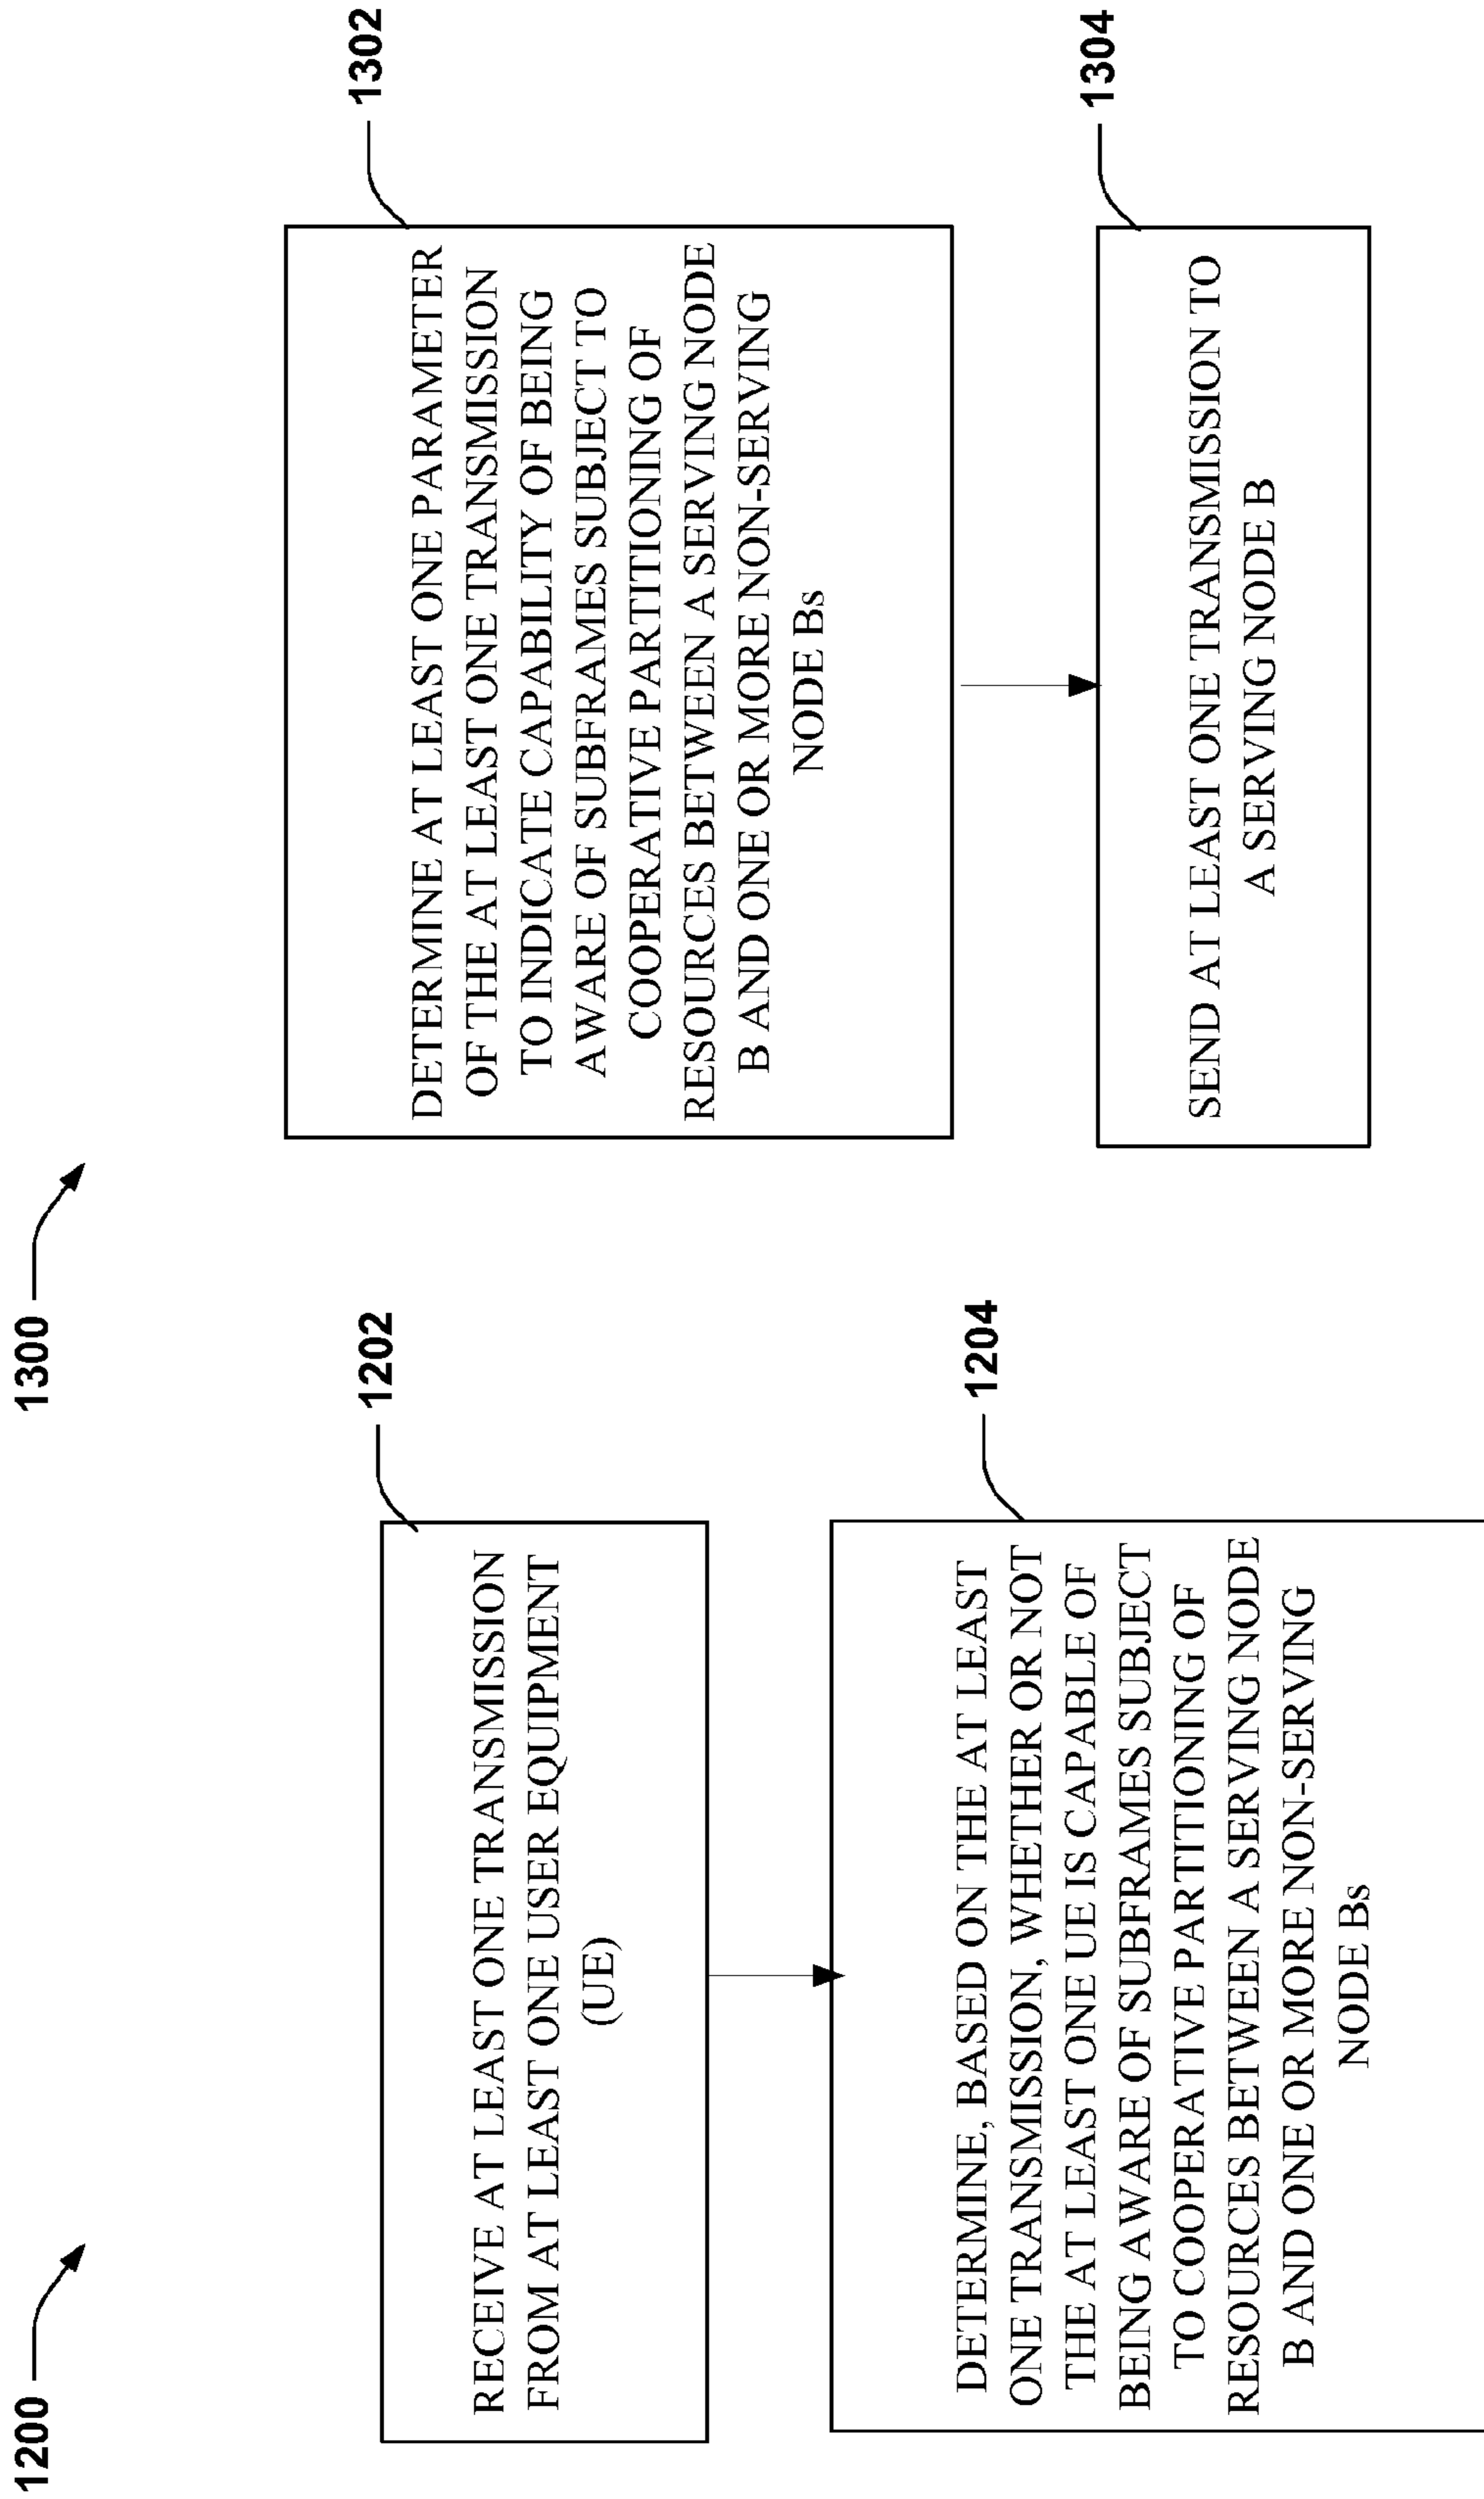 1200
1202
RECEIVE AT LEAST ONE TRANSMISSION
FROM AT LEAST ONE USER EQUIPMENT
(UE)
1204
DETERMINE, BASED ON THE AT LEAST
ONE TRANSMISSION, WHETHER OR NOT
THE AT LEAST ONE UE IS CAPABLE OF
BEING AWARE OF SUBFRAMES SUBJECT
TO COOPERATIVE PARTITIONING OF
RESOURCES BETWEEN A SERVING NODE
B AND ONE OR MORE NON-SERVING
NODE Bs
1300
1302
DETERMINE AT LEAST ONE PARAMETER
OF THE AT LEAST ONE TRANSMISSION
TO INDICATE CAPABILITY OF BEING
AWARE OF SUBFRAMES SUBJECT TO
COOPERATIVE PARTITIONING OF
RESOURCES BETWEEN A SERVING NODE
B AND ONE OR MORE NON-SERVING
NODE Bs
1304
SEND AT LEAST ONE TRANSMISSION TO
A SERVING NODE B